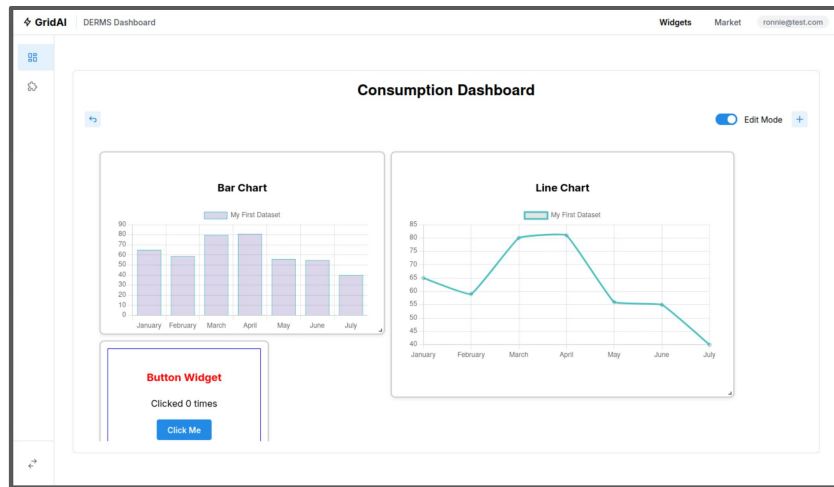 GridAI
DERMS Dashboard
Widgets
Market
ronnie@test.com
Consumption Dashboard
Edit Mode
Bar Chart
My First Dataset
90
80
70
60
50
40
30
20
10
0
January February March April May June July
Line Chart
My First Dataset
85
80
75
70
65
60
55
50
45
40
January February March April May June July
Button Widget
Clicked 0 times
Click Me